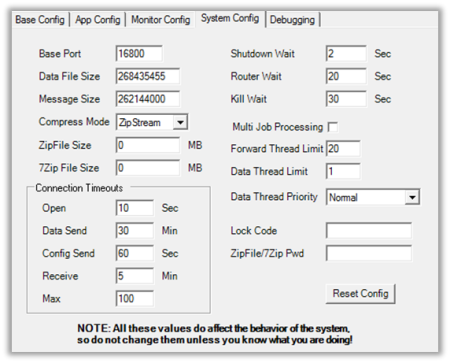 Base Config App Config Monitor Config System Config Debugging
Base Port 16800 Shutdown Wait 2 Sec
Data File Size 268435455 Router Wait 20 Sec
Message Size 262144000 Kill Wait 30 Sec
Compress Mode ZipStream Multi Job Processing
ZipFile Size 0 MB Forward Thread Limit 20
7Zip File Size 0 MB Data Thread Limit 1
Connection Timeouts Data Thread Priority Normal
Open 10 Sec
Data Send 30 Min Lock Code
Config Send 60 Sec ZipFile/7Zip Pwd
Receive 5 Min
Max 100 Reset Config
NOTE: All these values do affect the behavior of the system,
so do not change them unless you know what you are doing!